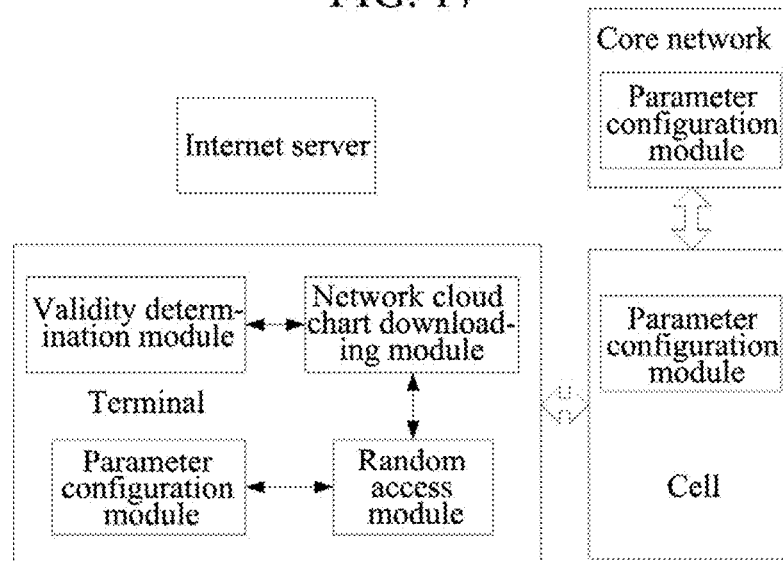 FIG. 17
Core network
Parameter
configuration
module
Internet server
Validity determ-
ination module
Network cloud
chart download-
ing module
Terminal
Parameter
configuration
module
Random
access
module
Parameter
configuration
module
Cell